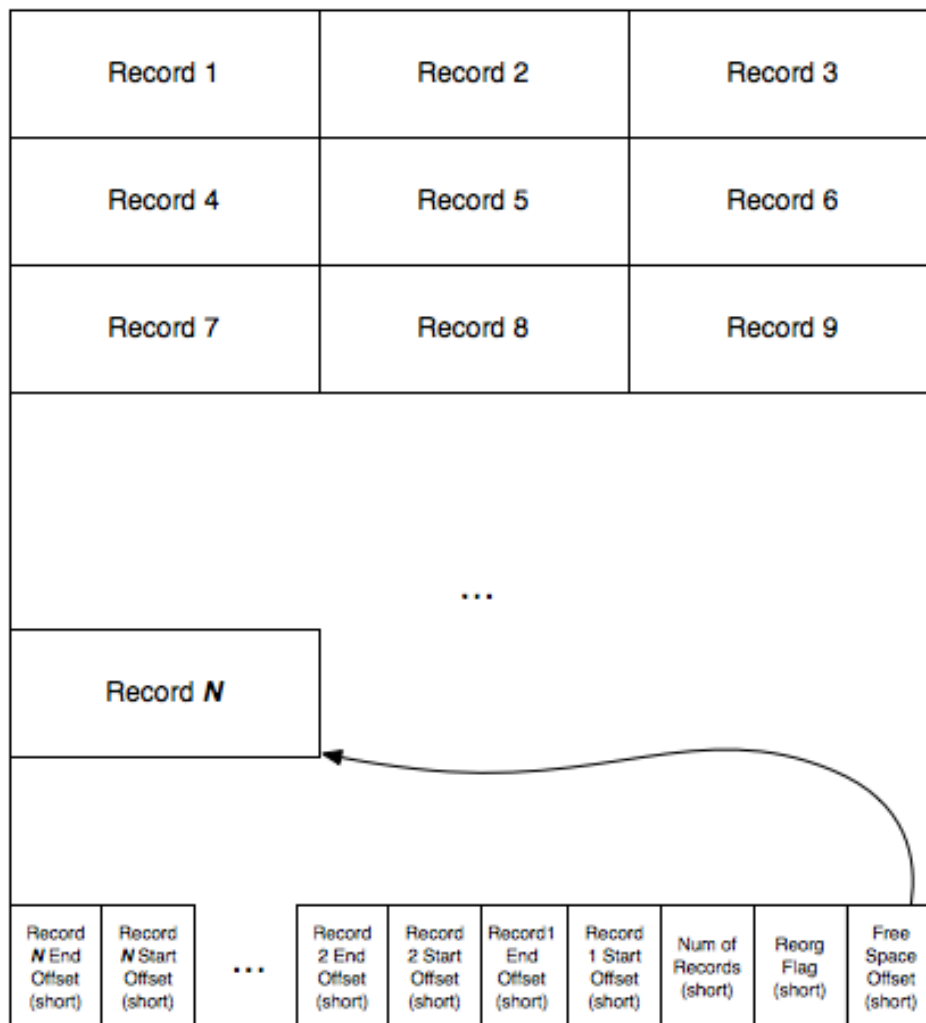 Record 1
Record 2
Record 3
Record 4
Record 5
Record 6
Record 7
Record 8
Record 9
...
Record N
Record
N End
Offset
(short)
Record
N Start
Offset
(short)
...
Record
2 End
Offset
(short)
Record
2 Start
Offset
(short)
Record1
End
Offset
(short)
Record
1 Start
Offset
(short)
Num of
Records
(short)
Reorg
Flag
(short)
Free
Space
Offset
(short)